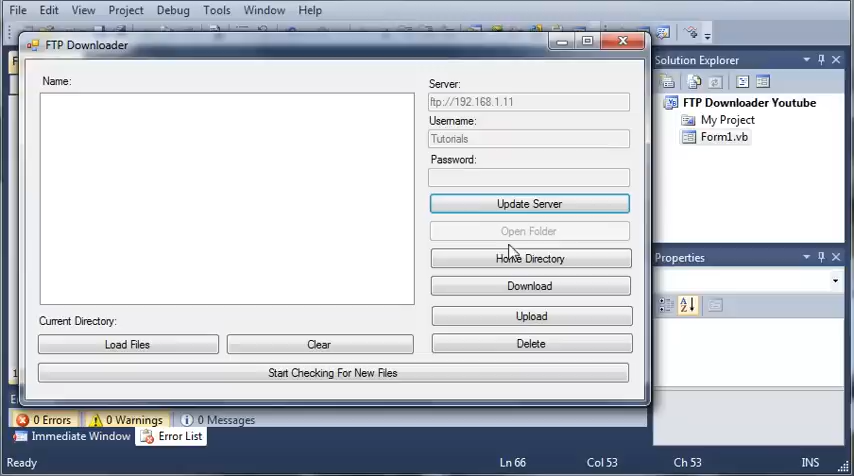 File Edit View Project Debug Tools Window Help
FTP Downloader
Solution Explorer
Name:
Server:
ftp://192.168.1.11
FTP Downloader Youtube
Username:
My Project
Tutorials
Form1.vb
Password:
Update Server
Open Folder
Home Directory
Properties
Download
Current Directory:
Upload
Load Files
Clear
Delete
Start Checking For New Files
0 Errors
0 Warnings
0 Messages
Immediate Window
Error List
Ready
Ln 66
Col 53
Ch 53
INS